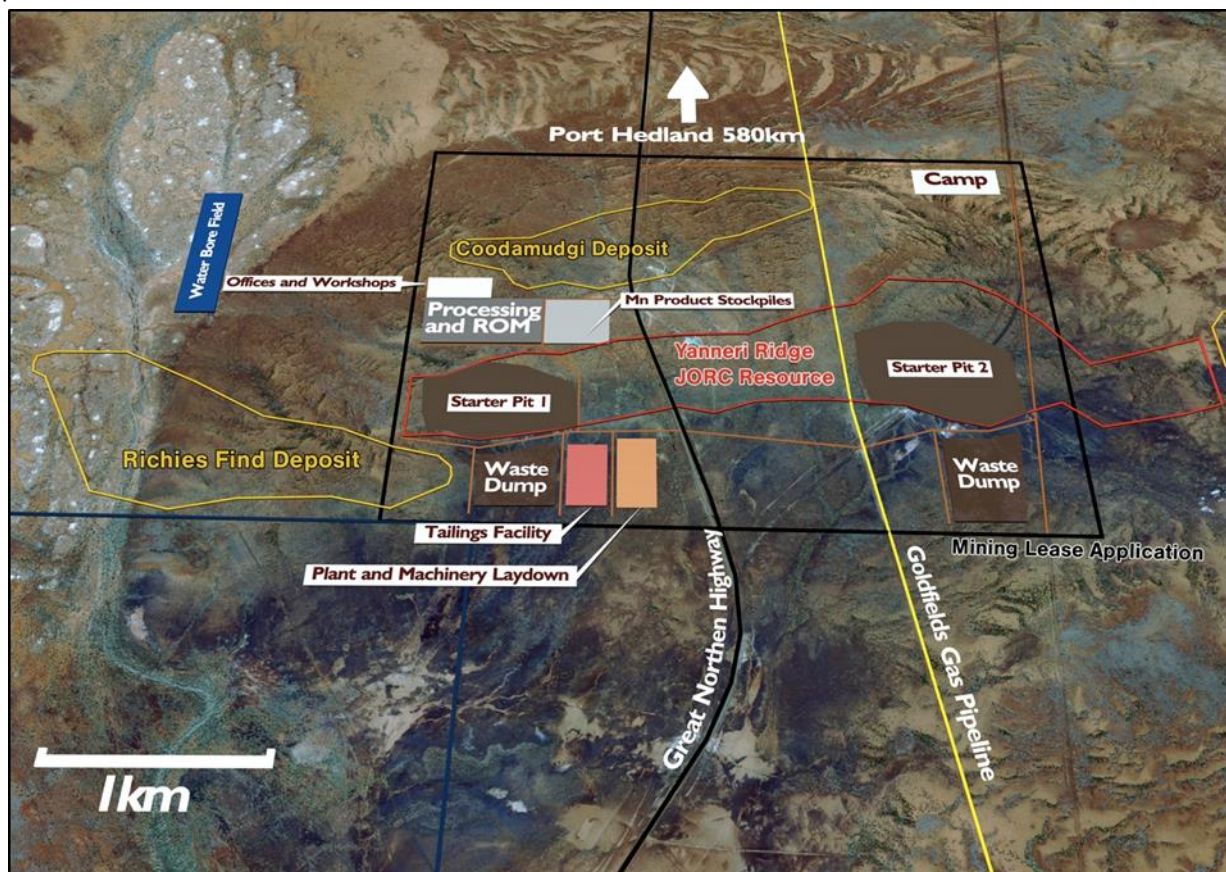 Port Hedland 580km
Camp
Water Bore Field
Coodamudgi Deposit
Offices and Workshops
Processing
and ROM
Mn Product Stockpiles
Yanneri Ridge
JORC Resource
Starter Pit 1
Starter Pit 2
Richies Find Deposit
Waste
Dump
Waste
Dump
Tailings Facility
Plant and Machinery Laydown
Mining Lease Application
Great Northen Highway
Goldfields Gas Pipeline
1km